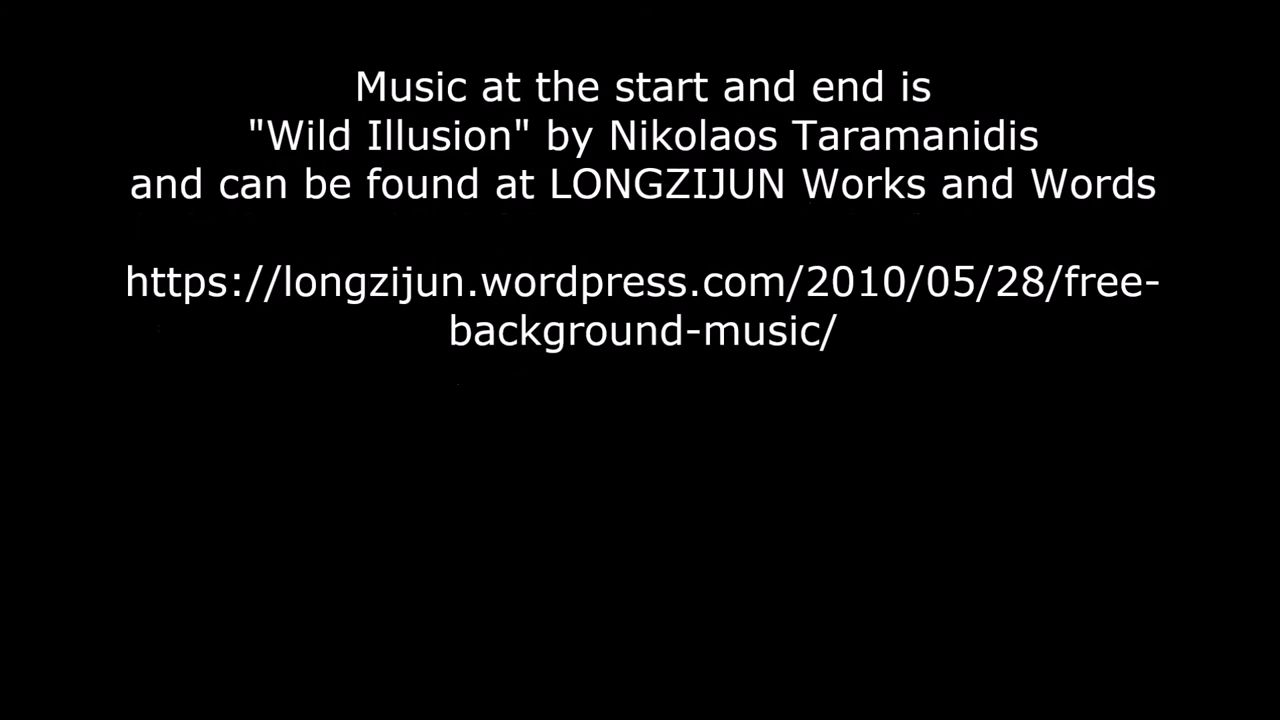 Music at the start and end is
"Wild Illusion" by Nikolaos Taramanidis
and can be found at LONGZIJUN Works and Words
https://longzijun.wordpress.com/2010/05/28/free-
background-music/